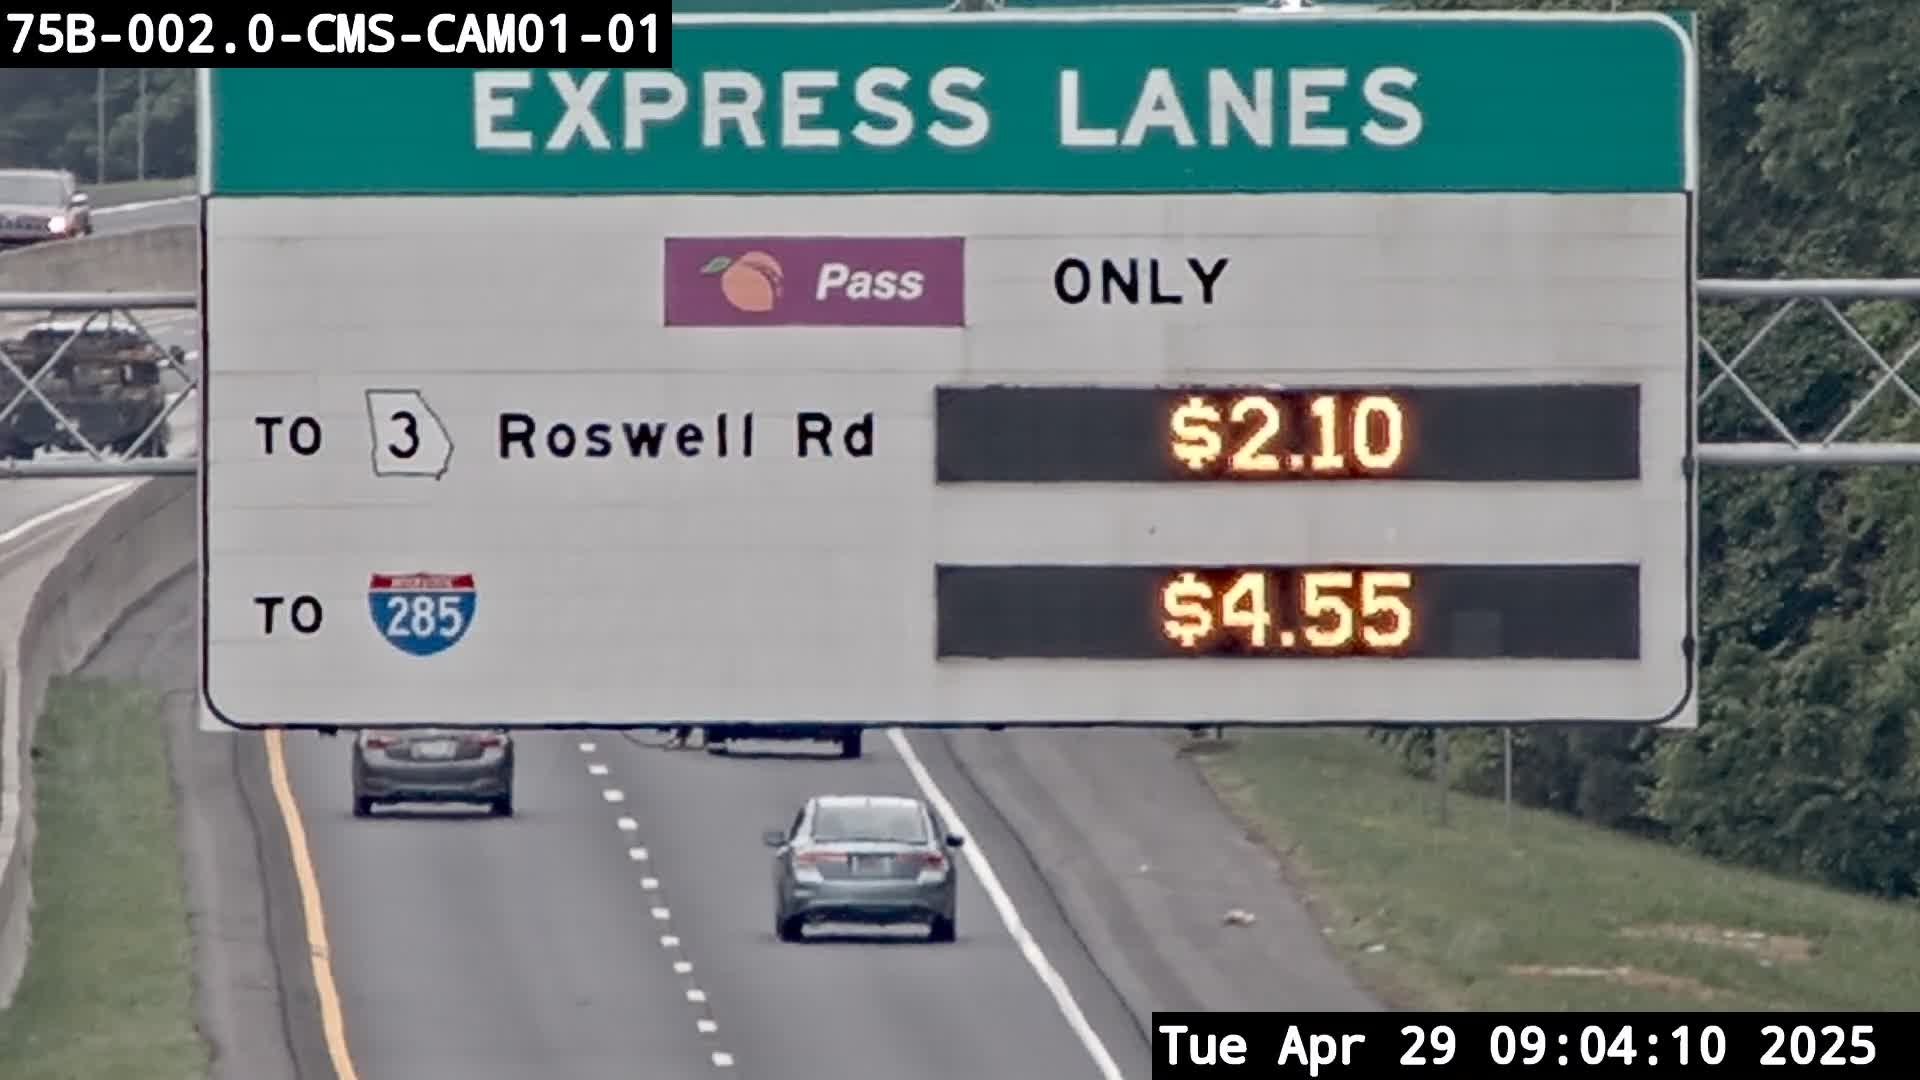 75B-002.0-CMS-CAM01-01
EXPRESS LANES
Pass ONLY
TO 3 Roswell Rd $2.10
TO INTERSTATE 285 $4.55
Tue Apr 29 09:04:10 2025